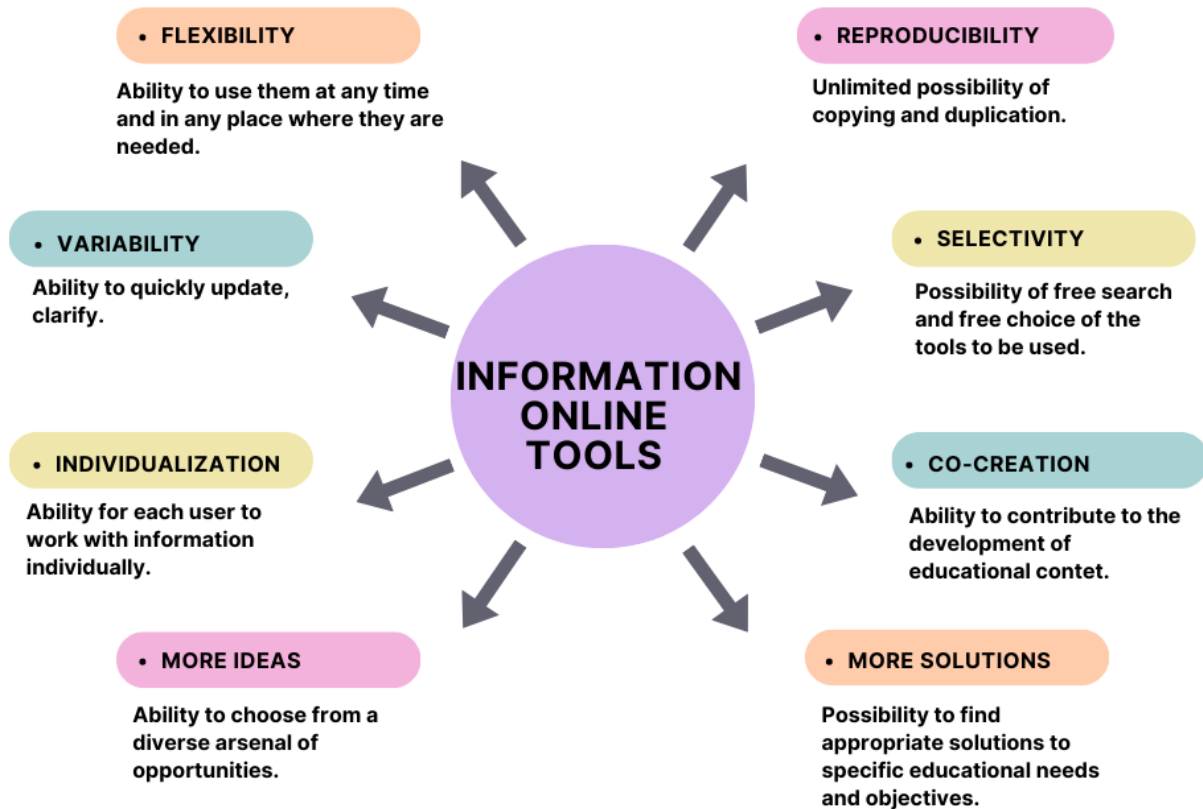 • FLEXIBILITY
Ability to use them at any time
and in any place where they are
needed.
• REPRODUCIBILITY
Unlimited possibility of
copying and duplication.
• VARIABILITY
Ability to quickly update,
clarify.
• SELECTIVITY
Possibility of free search
and free choice of the
tools to be used.
INFORMATION
ONLINE
TOOLS
• INDIVIDUALIZATION
Ability for each user to
work with information
individually.
• CO-CREATION
Ability to contribute to the
development of
educational contet.
• MORE IDEAS
Ability to choose from a
diverse arsenal of
opportunities.
• MORE SOLUTIONS
Possibility to find
appropriate solutions to
specific educational needs
and objectives.